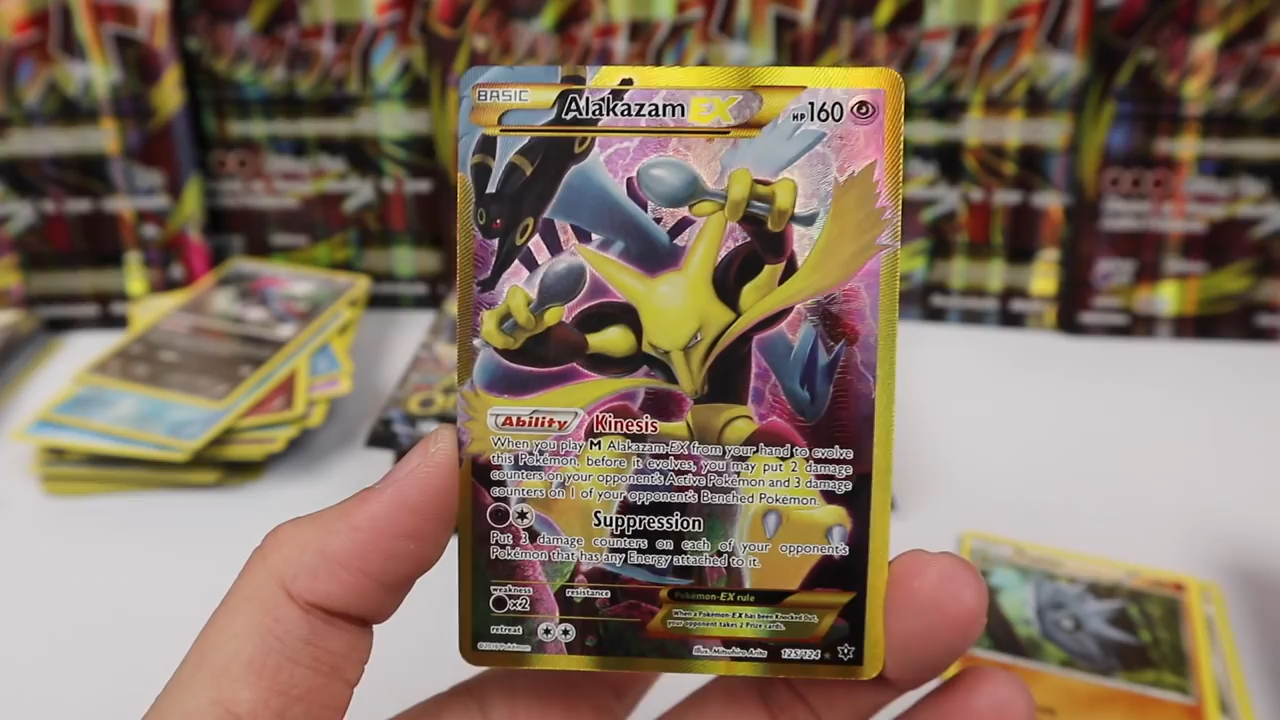 BASIC
Alakazam EX
HP160
Ability Kinesis
When you play M Alakazam-EX from your hand to evolve
this Pokémon, before it evolves, you may put 2 damage
counters on your opponent's Active Pokémon and 3 damage
counters on 1 of your opponent's Benched Pokémon.
Suppression
Put 3 damage counters on each of your opponent's
Pokémon that has any Energy attached to it.
weakness
×2
resistance
retreat
Pokémon-EX rule
When a Pokémon-EX has been Knocked Out,
your opponent takes 2 Prize cards.
©2016 Pokémon
Illus. Mitsuhiro Arita
125/124